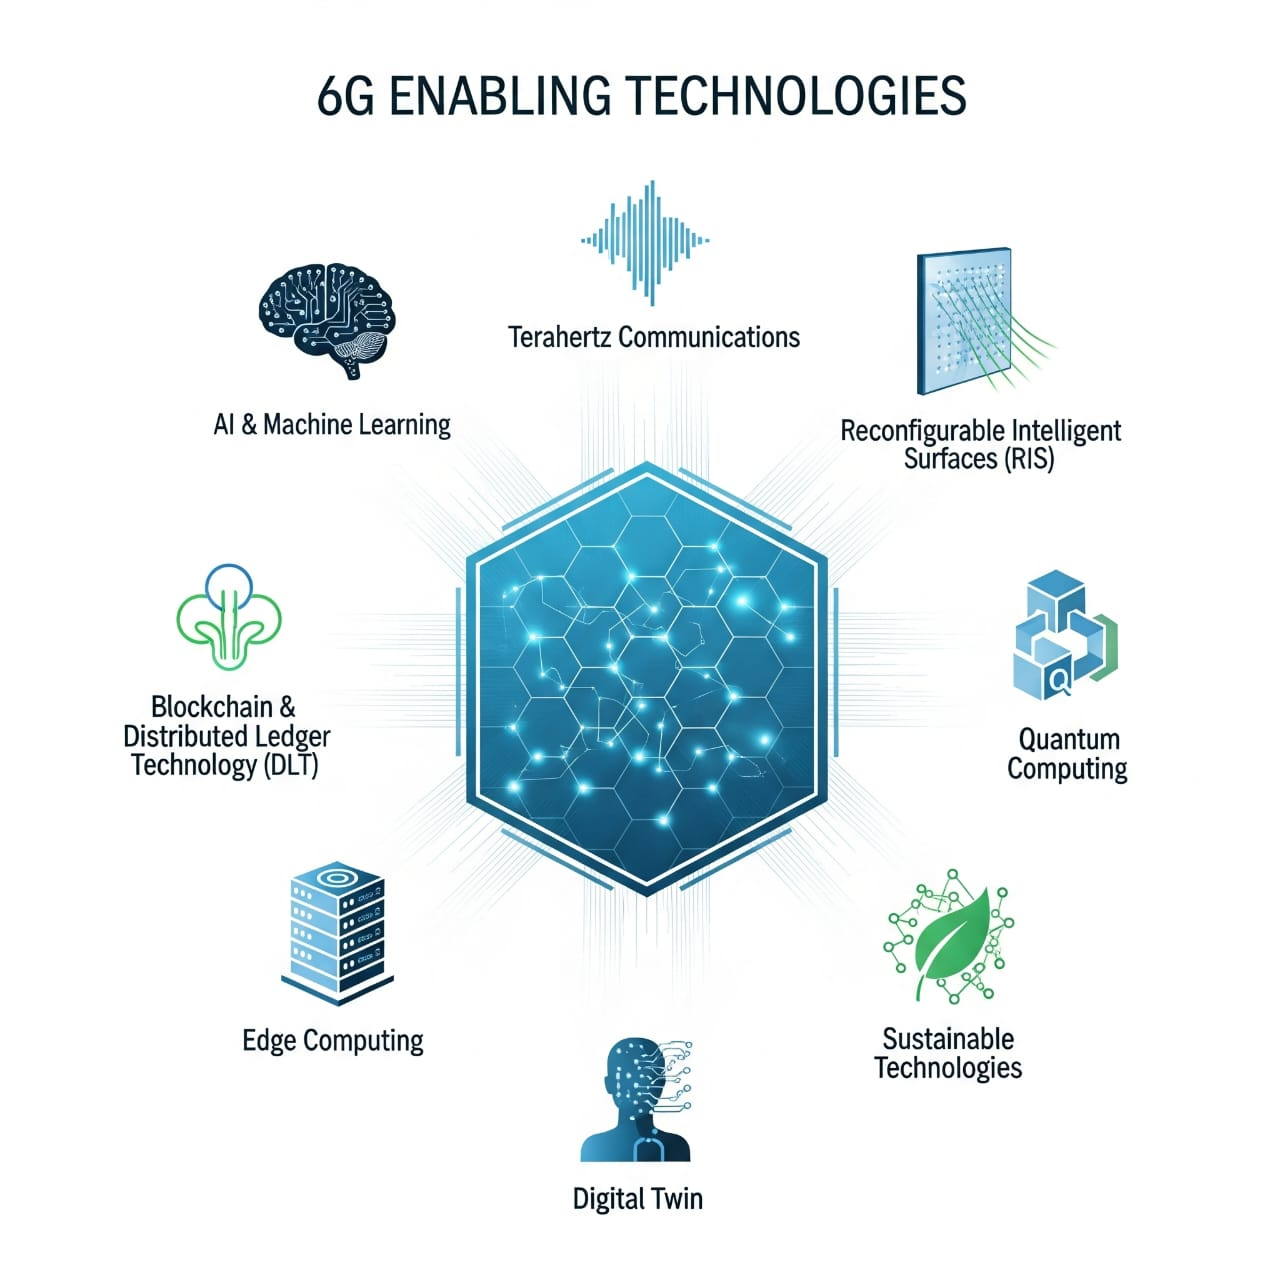 6G ENABLING TECHNOLOGIES
Terahertz Communications
AI & Machine Learning
Reconfigurable Intelligent
Surfaces (RIS)
Blockchain &
Distributed Ledger
Technology (DLT)
Q
Quantum
Computing
Edge Computing
Sustainable
Technologies
Digital Twin